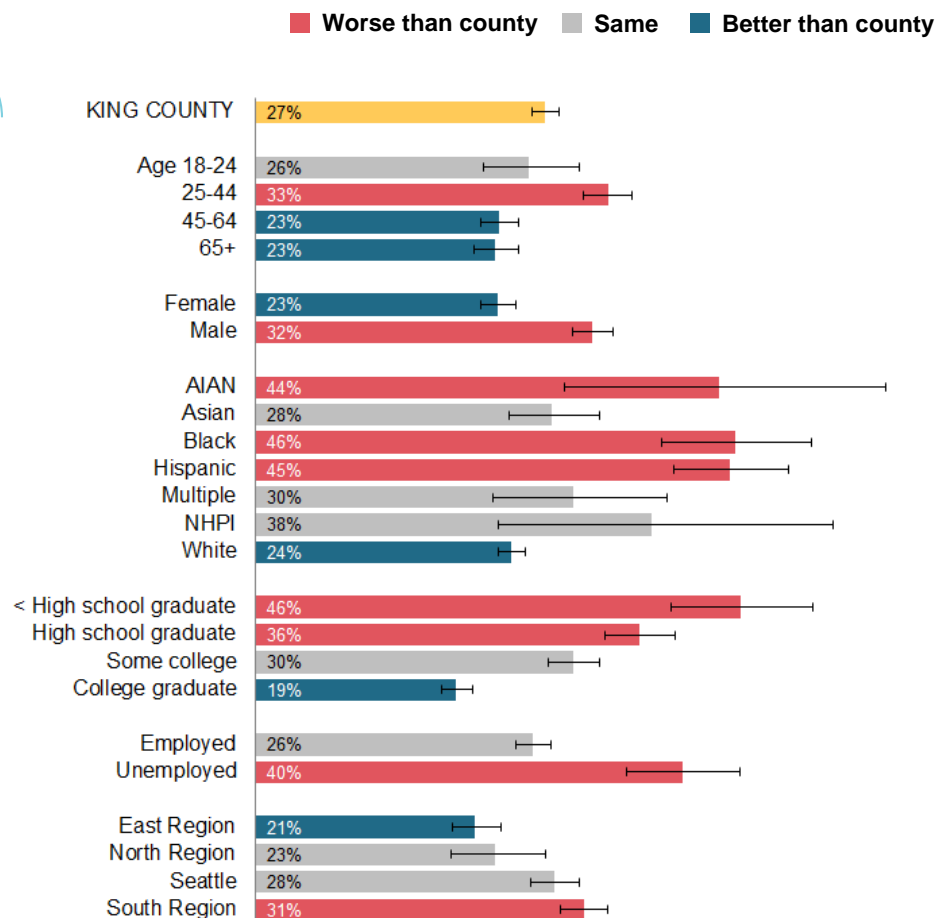 Worse than county Same Better than county
KING COUNTY 27%
Age 18-24 26%
25-44 33%
45-64 23%
65+ 23%
Female 23%
Male 32%
AIAN 44%
Asian 28%
Black 46%
Hispanic 45%
Multiple 30%
NHPI 38%
White 24%
< High school graduate 46%
High school graduate 36%
Some college 30%
College graduate 19%
Employed 26%
Unemployed 40%
East Region 21%
North Region 23%
Seattle 28%
South Region 31%